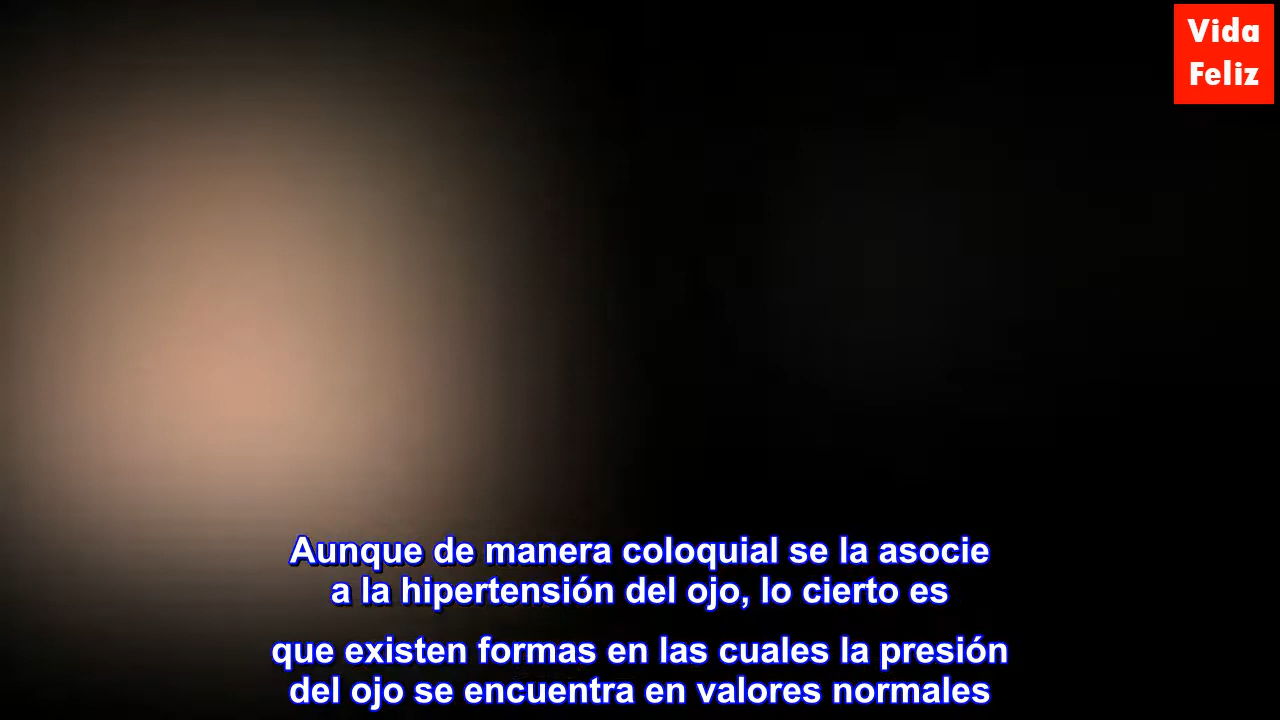 Vida
Feliz
Aunque de manera coloquial se la asocie
a la hipertensión del ojo, lo cierto es
que existen formas en las cuales la presión
del ojo se encuentra en valores normales